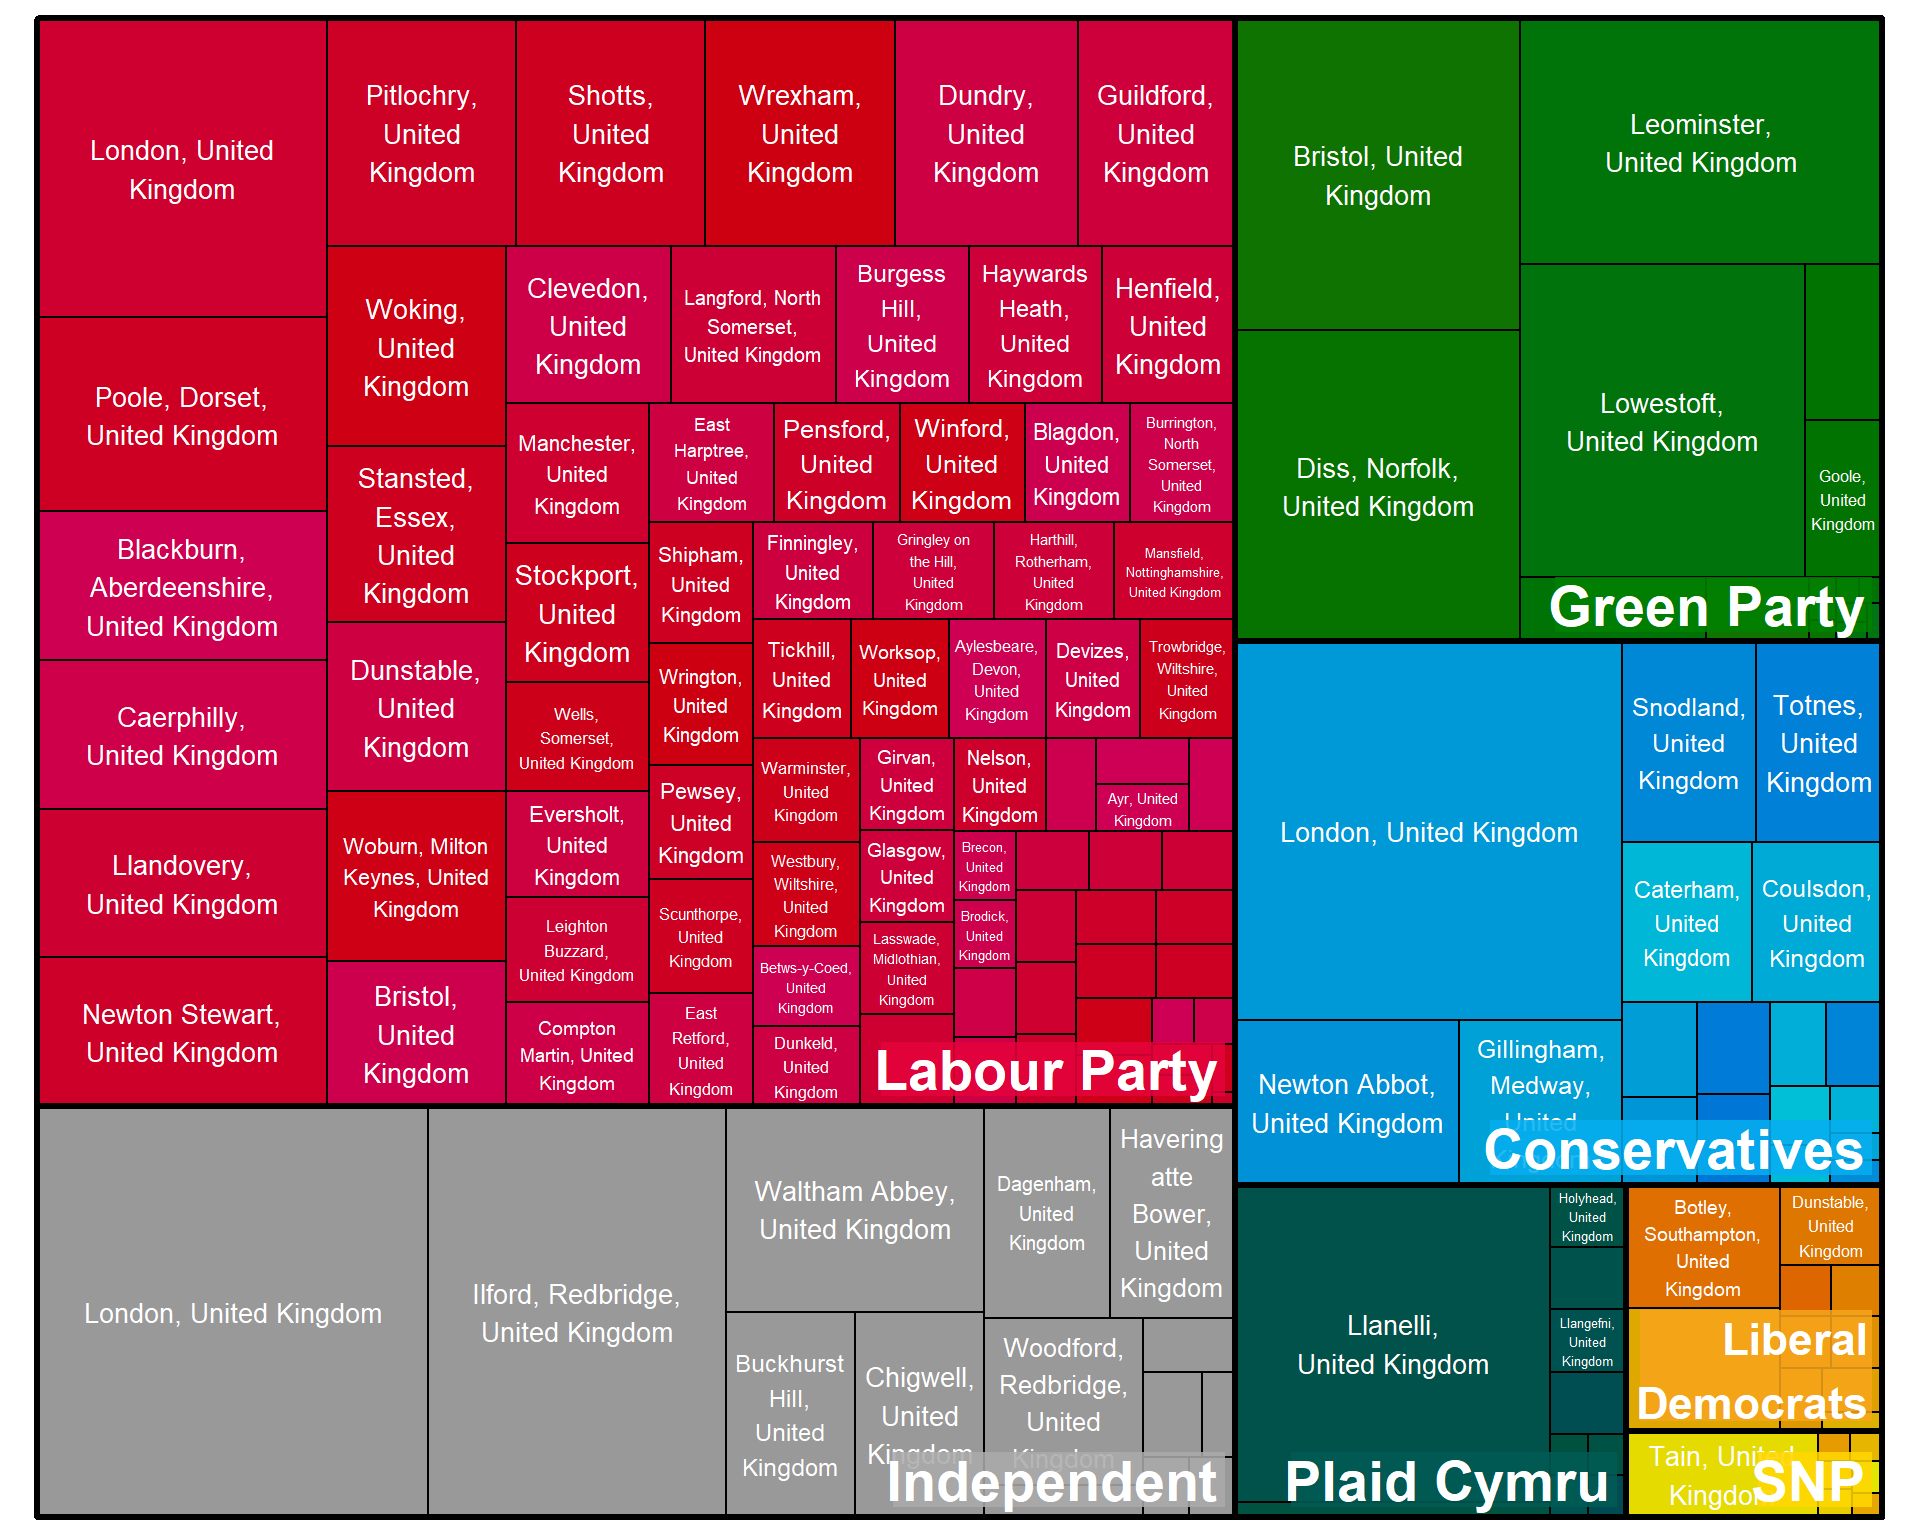 London, United
Kingdom
Poole, Dorset,
United Kingdom
Blackburn,
Aberdeenshire,
United Kingdom
Caerphilly,
United Kingdom
Llandovery,
United Kingdom
Newton Stewart,
United Kingdom
Pitlochry,
United
Kingdom
Shotts,
United
Kingdom
Wrexham,
United
Kingdom
Dundry,
United
Kingdom
Guildford,
United
Kingdom
Woking,
United
Kingdom
Stansted,
Essex,
United
Kingdom
Dunstable,
United
Kingdom
Woburn, Milton
Keynes, United
Kingdom
Bristol,
United
Kingdom
Clevedon,
United
Kingdom
Langford, North
Somerset,
United Kingdom
Burgess
Hill,
United
Kingdom
Haywards
Heath,
United
Kingdom
Henfield,
United
Kingdom
Manchester,
United
Kingdom
Stockport,
United
Kingdom
Wells,
Somerset,
United Kingdom
Eversholt,
United
Kingdom
Leighton
Buzzard,
United Kingdom
Compton
Martin, United
Kingdom
East
Harptree,
United
Kingdom
Pensford,
United
Kingdom
Winford,
United
Kingdom
Blagdon,
United
Kingdom
Burrington,
North
Somerset,
United
Kingdom
Shipham,
United
Kingdom
Wrington,
United
Kingdom
Pewsey,
United
Kingdom
Scunthorpe,
United
Kingdom
East
Retford,
United
Kingdom
Finningley,
United
Kingdom
Gringley on
the Hill,
United
Kingdom
Harthill,
Rotherham,
United
Kingdom
Mansfield,
Nottinghamshire,
United Kingdom
Tickhill,
United
Kingdom
Worksop,
United
Kingdom
Aylesbeare,
Devon,
United
Kingdom
Devizes,
United
Kingdom
Trowbridge,
Wiltshire,
United
Kingdom
Warminster,
United
Kingdom
Westbury,
Wiltshire,
United
Kingdom
Betws-y-Coed,
United
Kingdom
Dunkeld,
United
Kingdom
Girvan,
United
Kingdom
Glasgow,
United
Kingdom
Lasswade,
Midlothian,
United
Kingdom
Nelson,
United
Kingdom
Ayr, United
Kingdom
Brecon,
United
Kingdom
Brodick,
United
Kingdom
Labour Party
London, United Kingdom
Ilford, Redbridge,
United Kingdom
Waltham Abbey,
United Kingdom
Buckhurst
Hill,
United
Kingdom
Chigwell,
United
Kingdom
Dagenham,
United
Kingdom
Havering
atte
Bower,
United
Kingdom
Woodford,
Redbridge,
United
Kingdom
Independent
Bristol, United
Kingdom
Diss, Norfolk,
United Kingdom
Leominster,
United Kingdom
Lowestoft,
United Kingdom
Goole,
United
Kingdom
Green Party
London, United Kingdom
Newton Abbot,
United Kingdom
Gillingham,
Medway,
United
Snodland,
United
Kingdom
Totnes,
United
Kingdom
Caterham,
United
Kingdom
Coulsdon,
United
Kingdom
Conservatives
Llanelli,
United Kingdom
Holyhead,
United
Kingdom
Llangefni,
United
Kingdom
Plaid Cymru
Botley,
Southampton,
United
Kingdom
Dunstable,
United
Kingdom
Liberal
Democrats
Tain, United
Kingdom
SNP